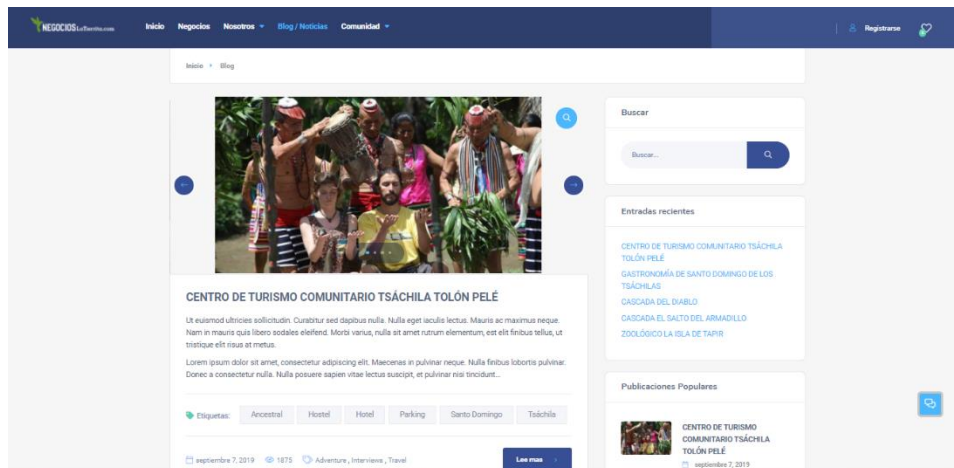 NEGOCIOS LaTierrita.com
Inicio Negocios Nosotros Blog / Noticias Comunidad Registrarse
Inicio Blog
CENTRO DE TURISMO COMUNITARIO TSÁCHILA TOLÓN PELÉ
Ut euismod ultricies sollicitudin. Curabitur sed dapibus nulla. Nulla eget iaculis lectus. Mauris ac maximus neque.
Nam in mauris quis libero sodales eleifend. Morbi varius, nulla sit amet rutrum elementum, est elit finibus tellus, ut
tristique elit risus at metus.
Lorem ipsum dolor sit amet, consectetur adipiscing elit. Maecenas in pulvinar neque. Nulla finibus lobortis pulvinar.
Donec a consectetur nulla. Nulla posuere sapien vitae lectus suscipit, et pulvinar nisi tincidunt...
Etiquetas: Ancestral Hostel Hotel Parking Santo Domingo Tsáchila
septiembre 7, 2019 1875 Adventure , Interviews , Travel Lee mas
Buscar
Buscar...
Entradas recientes
CENTRO DE TURISMO COMUNITARIO TSÁCHILA
TOLÓN PELÉ
GASTRONOMÍA DE SANTO DOMINGO DE LOS
TSÁCHILAS
CASCADA DEL DIABLO
CASCADA EL SALTO DEL ARMADILLO
ZOOLÓGICO LA ISLA DE TAPIR
Publicaciones Populares
CENTRO DE TURISMO
COMUNITARIO TSÁCHILA
TOLÓN PELÉ
septiembre 7, 2019